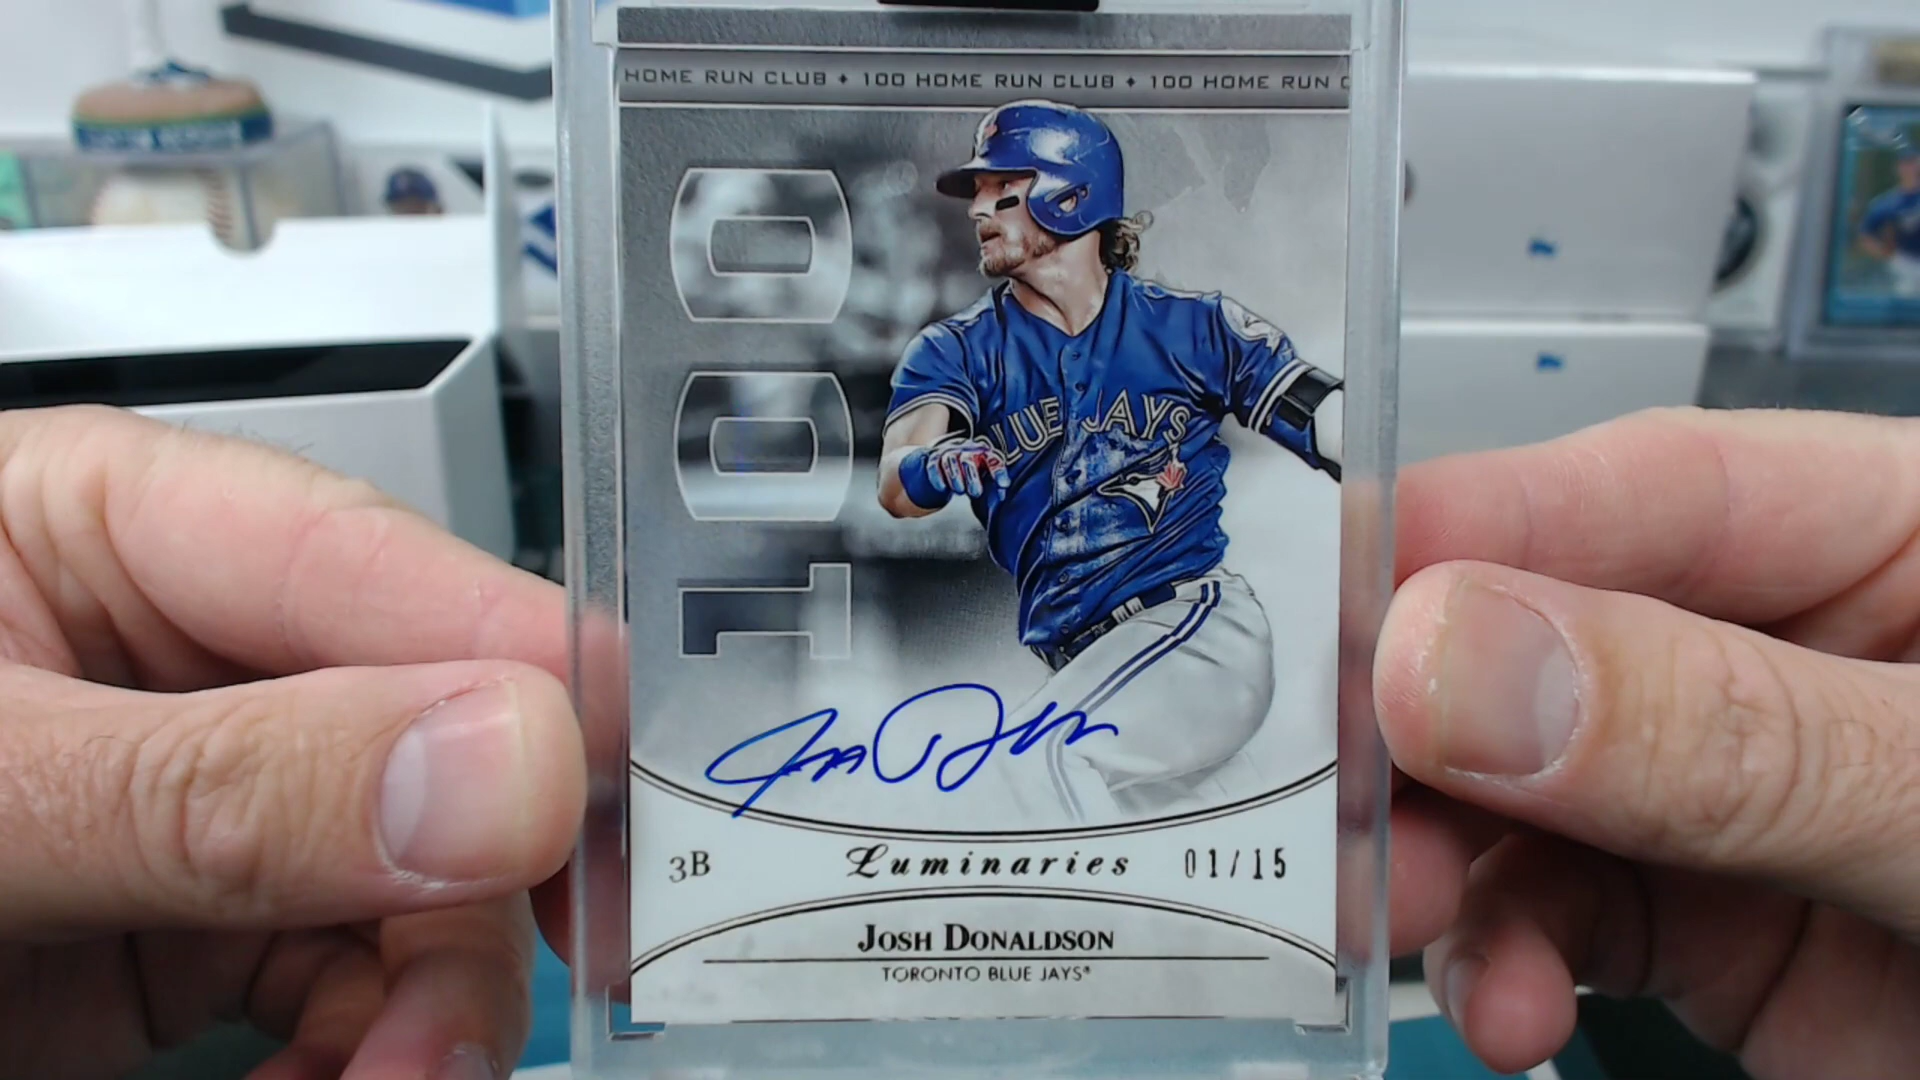 HOME RUN CLUB ♦ 100 HOME RUN CLUB ♦ 100 HOME RUN C
100
BLUE JAYS
3B
Luminaries
01/15
JOSH DONALDSON
TORONTO BLUE JAYS®